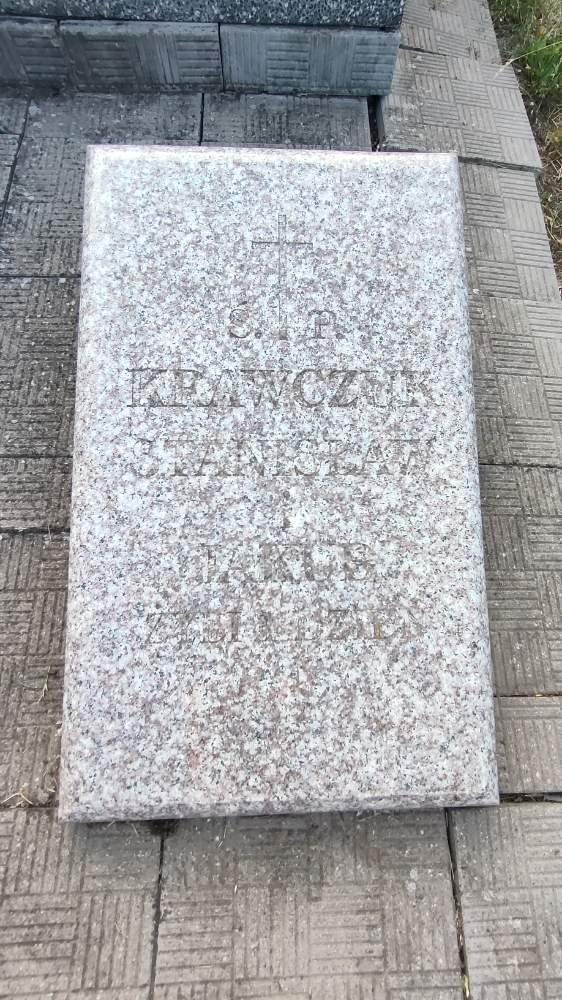 Ś. P.
KRAWCZUK
STANISŁAW
i
JAKUB